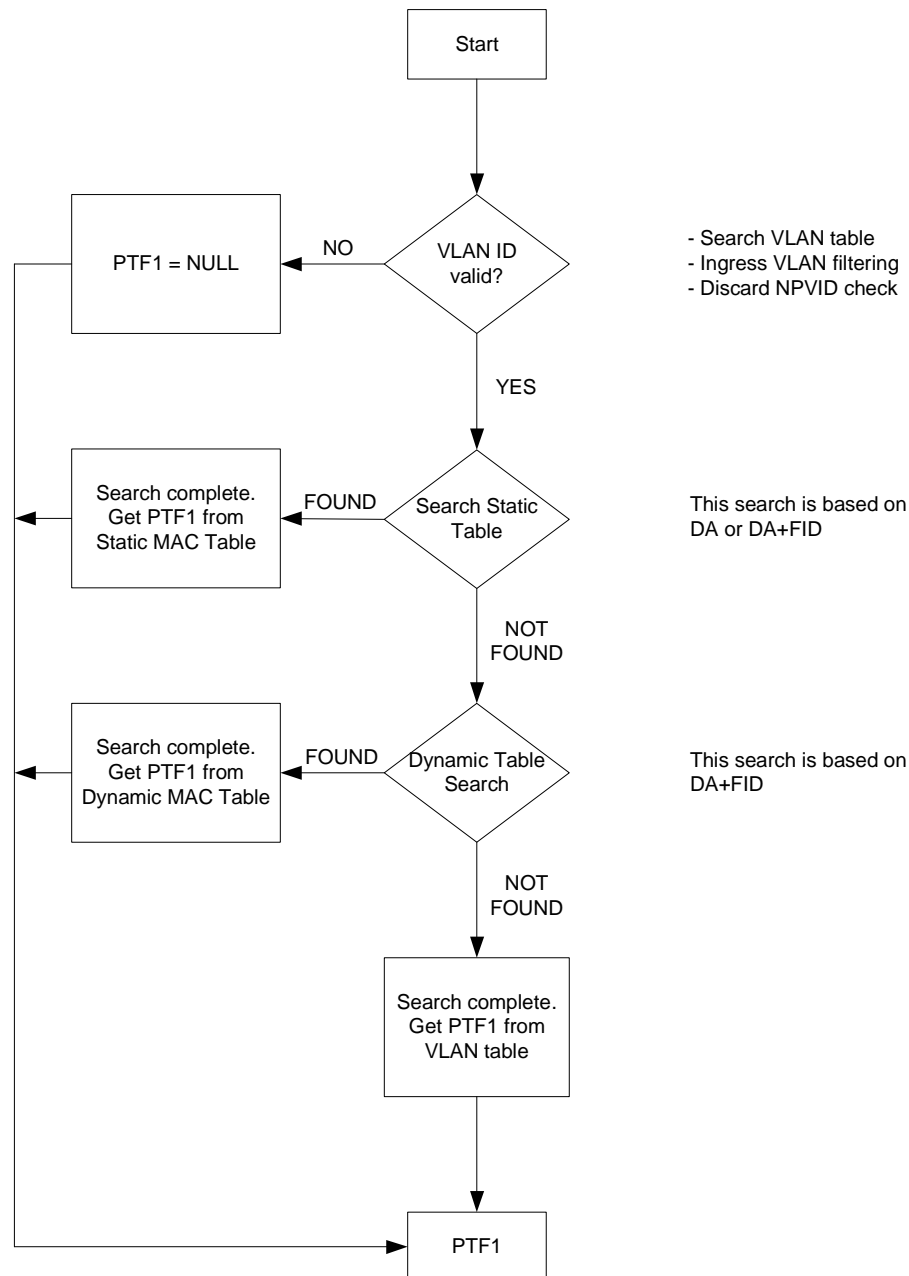 Start
NO
PTF1 = NULL
VLAN ID
valid?
- Search VLAN table
- Ingress VLAN filtering
- Discard NPVID check
YES
Search complete.
Get PTF1 from
Static MAC Table
FOUND
Search Static
Table
This search is based on
DA or DA+FID
NOT
FOUND
Search complete.
Get PTF1 from
Dynamic MAC Table
FOUND
Dynamic Table
Search
This search is based on
DA+FID
NOT
FOUND
Search complete.
Get PTF1 from
VLAN table
PTF1